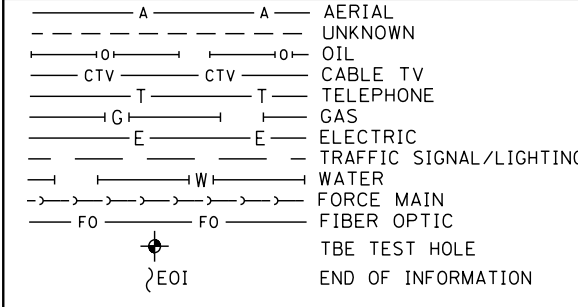 A A AERIAL
UNKNOWN
O O OIL
CTV CTV CABLE TV
T T TELEPHONE
G GAS
E E ELECTRIC
TRAFFIC SIGNAL/LIGHTING
W WATER
FORCE MAIN
FO FO FIBER OPTIC
TBE TEST HOLE
EOI END OF INFORMATION